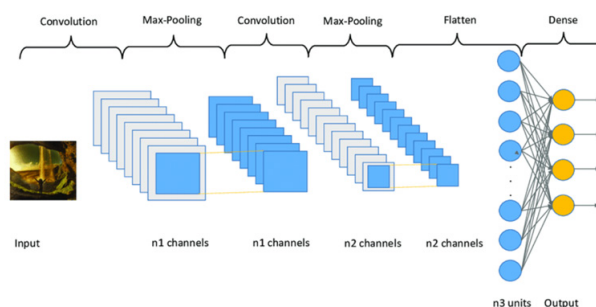 Convolution Max-Pooling Convolution Max-Pooling Flatten Dense
Input n1 channels n1 channels n2 channels n2 channels
n3 units Output